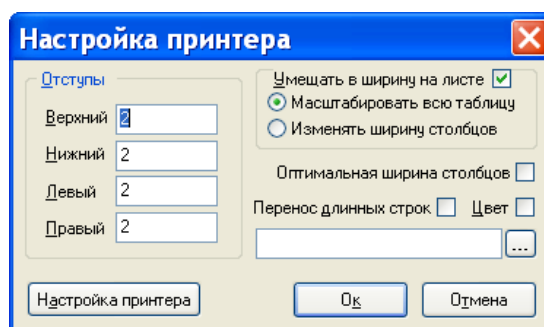 Настройка принтера
Отступы
Верхний 2
Нижний 2
Левый 2
Правый 2
Умещать в ширину на листе
Масштабировать всю таблицу
Изменять ширину столбцов
Оптимальная ширина столбцов
Перенос длинных строк Цвет
...
Настройка принтера Ок Отмена